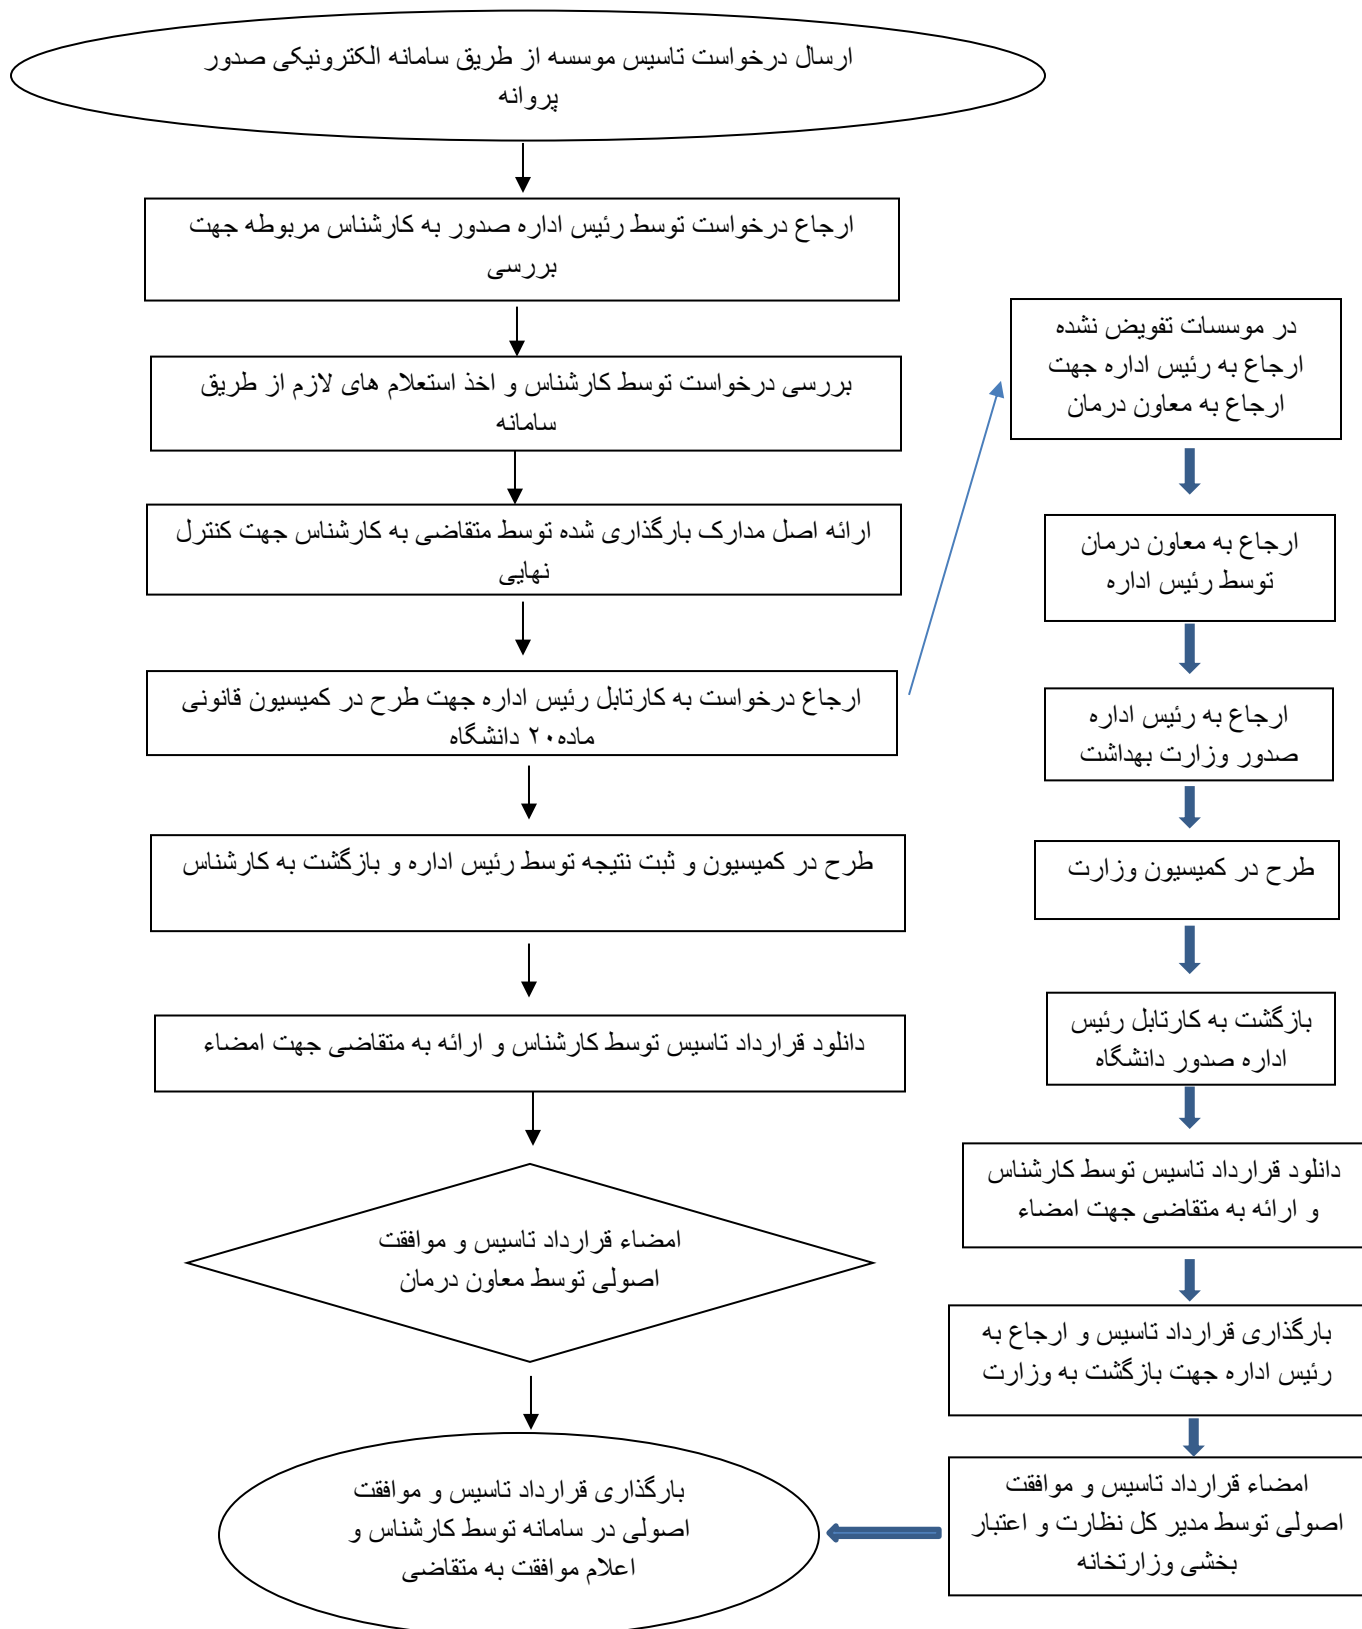 ارسال درخواست تاسیس موسسه از طریق سامانه الکترونیکی صدور
پروانه
ارجاع درخواست توسط رئیس اداره صدور به کارشناس مربوطه جهت
بررسی
بررسی درخواست توسط کارشناس و اخذ استعلام های لازم از طریق
سامانه
ارائه اصل مدارک بارگذاری شده توسط متقاضی به کارشناس جهت کنترل
نهایی
ارجاع درخواست به کارتابل رئیس اداره جهت طرح در کمیسیون قانونی
ماده۲۰ دانشگاه
طرح در کمیسیون و ثبت نتیجه توسط رئیس اداره و بازگشت به کارشناس
دانلود قرارداد تاسیس توسط کارشناس و ارائه به متقاضی جهت امضاء
امضاء قرارداد تاسیس و موافقت
اصولی توسط معاون درمان
در موسسات تفویض نشده
ارجاع به رئیس اداره جهت
ارجاع به معاون درمان
ارجاع به معاون درمان
توسط رئیس اداره
ارجاع به رئیس اداره
صدور وزارت بهداشت
طرح در کمیسیون وزارت
بازگشت به کارتابل رئیس
اداره صدور دانشگاه
دانلود قرارداد تاسیس توسط کارشناس
و ارائه به متقاضی جهت امضاء
بارگذاری قرارداد تاسیس و ارجاع به
رئیس اداره جهت بازگشت به وزارت
امضاء قرارداد تاسیس و موافقت
اصولی توسط مدیر کل نظارت و اعتبار
بخشی وزارتخانه
بارگذاری قرارداد تاسیس و موافقت
اصولی در سامانه توسط کارشناس و
اعلام موافقت به متقاضی